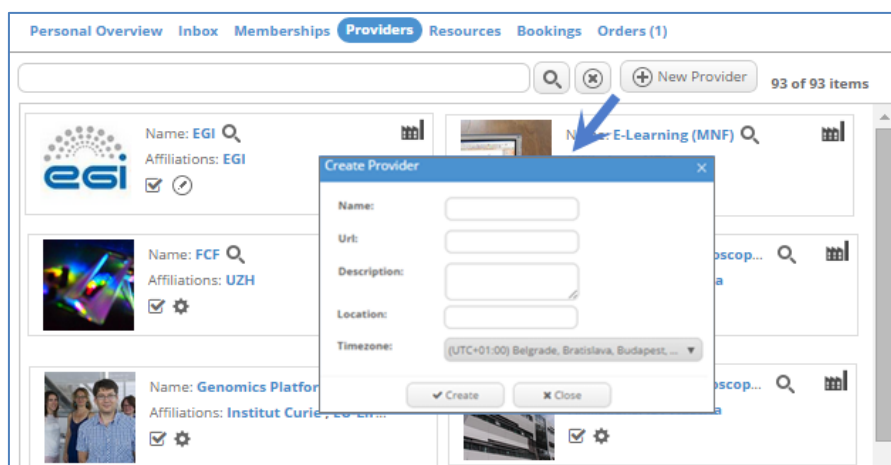 Personal Overview Inbox Memberships Providers Resources Bookings Orders (1)
New Provider 93 of 93 items
egi
Name: EGI
Affiliations: EGI
E-Learning (MNF)
Create Provider
Name:
Url:
Description:
Location:
Timezone: (UTC+01:00) Belgrade, Bratislava, Budapest, ...
Create Close
Name: FCF
Affiliations: UZH
Name: Genomics
Affiliations: Institut Curie